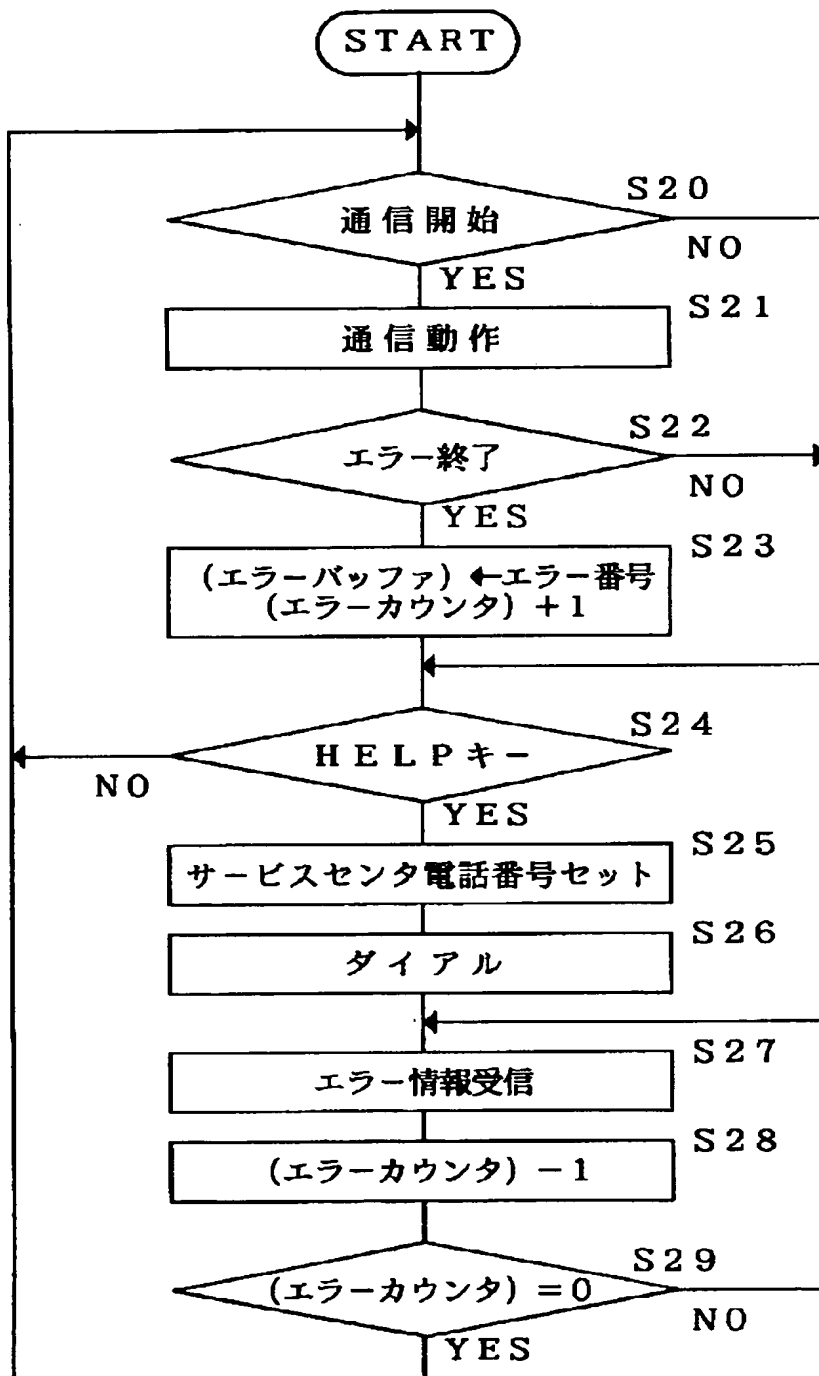 START
S20
通信開始
NO
YES
S21
通信動作
S22
エラー終了
NO
YES
S23
(エラーバッファ)←エラー番号
(エラーカウンタ)+1
S24
HELPキー
NO
YES
S25
サービスセンタ電話番号セット
S26
ダイアル
S27
エラー情報受信
S28
(エラーカウンタ)-1
S29
(エラーカウンタ)=0
NO
YES